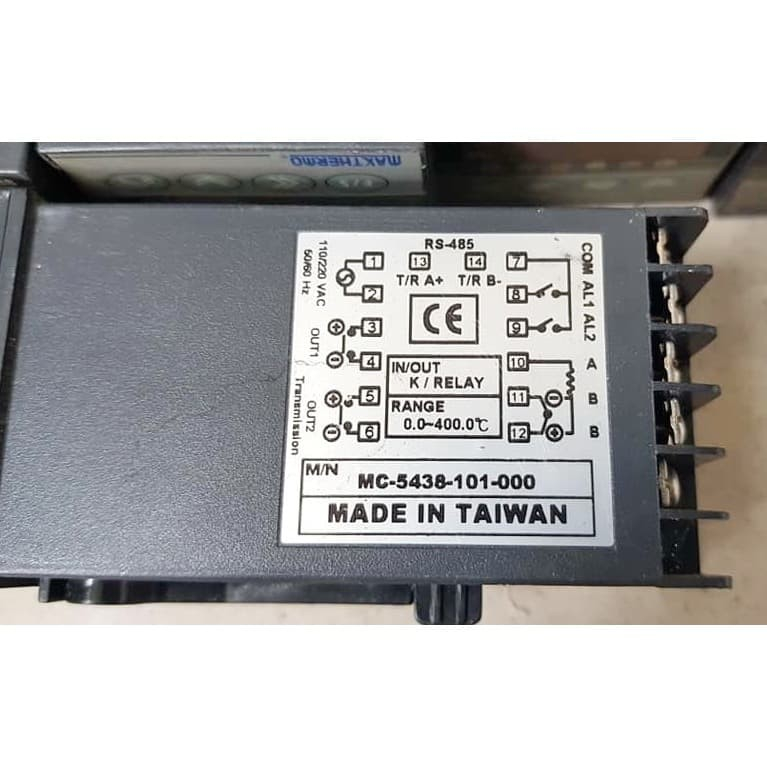 MAXTHERMO
RS-485
110/220 VAC
50/60 Hz
1
13
14
7
COM AL1 AL2
T/R A+
T/R B-
2
8
CE
OUT1
3
9
4
IN/OUT
K / RELAY
10
A
OUT2
Transmission
5
RANGE
0.0~400.0℃
11
B
6
12
B
M/N
MC-5438-101-000
MADE IN TAIWAN